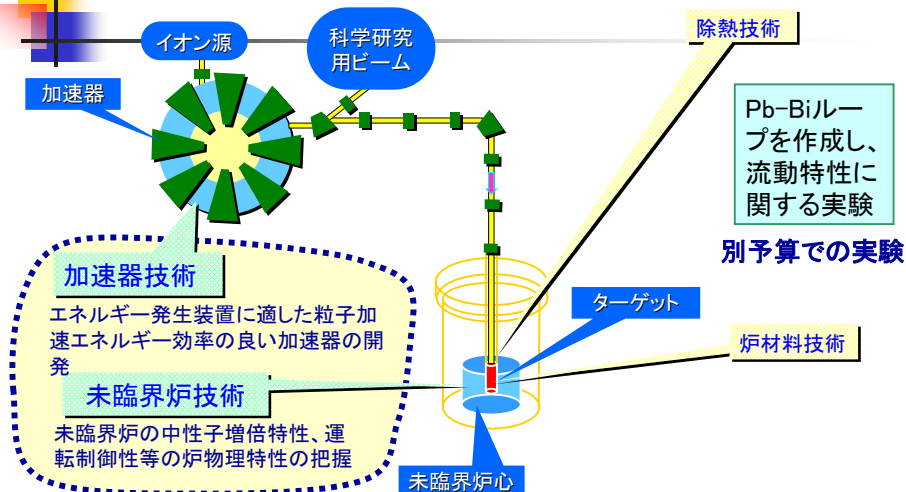 イオン源
科学研究
用ビーム
除熱技術
加速器
Pb-Biルー
プを作成し、
流動特性に
関する実験
別予算での実験
加速器技術
エネルギー発生装置に適した粒子加
速エネルギー効率の良い加速器の開
発
ターゲット
炉材料技術
未臨界炉技術
未臨界炉の中性子増倍特性、運
転制御性等の炉物理特性の把握
未臨界炉心